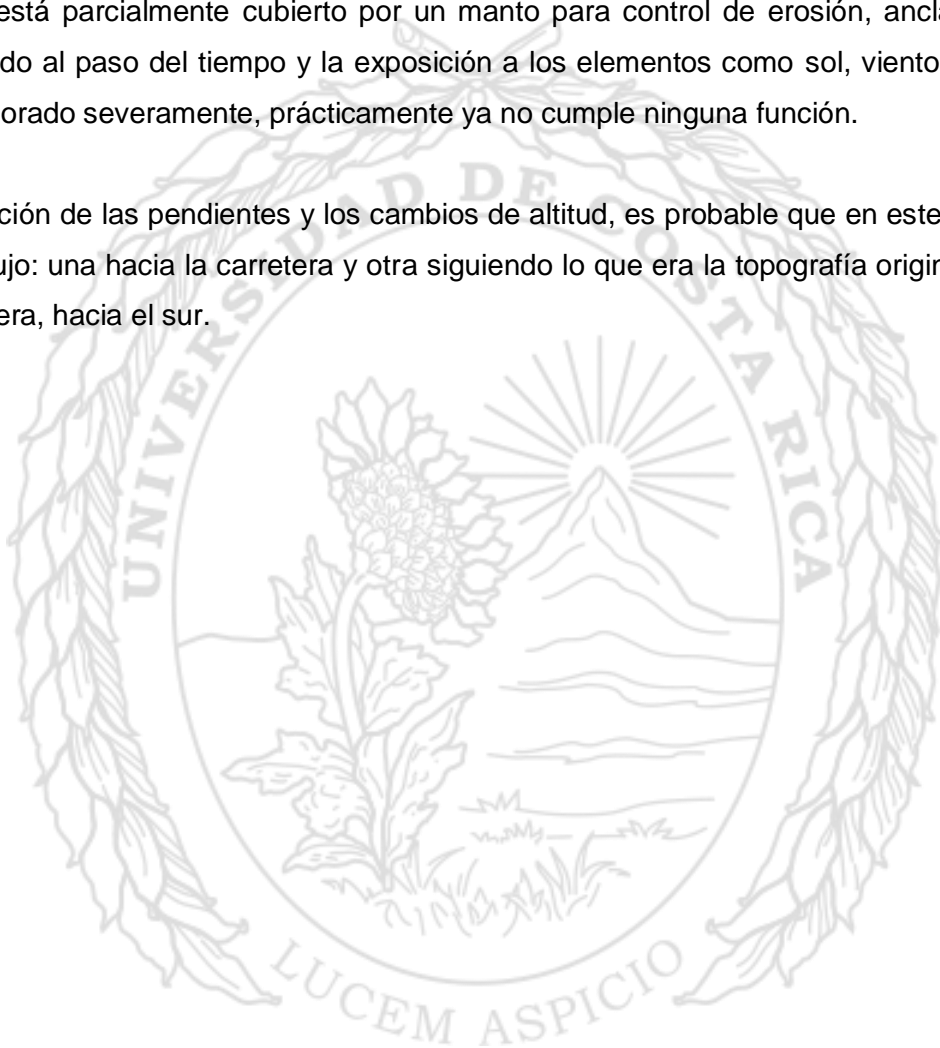 está parcialmente cubierto por un manto para control de erosión, ancla
do al paso del tiempo y la exposición a los elementos como sol, viento
orado severamente, prácticamente ya no cumple ninguna función.
ción de las pendientes y los cambios de altitud, es probable que en este
ujo: una hacia la carretera y otra siguiendo lo que era la topografía origin
era, hacia el sur.
UNIVERSIDAD DE COSTA RICA
LUCEM ASPICIO